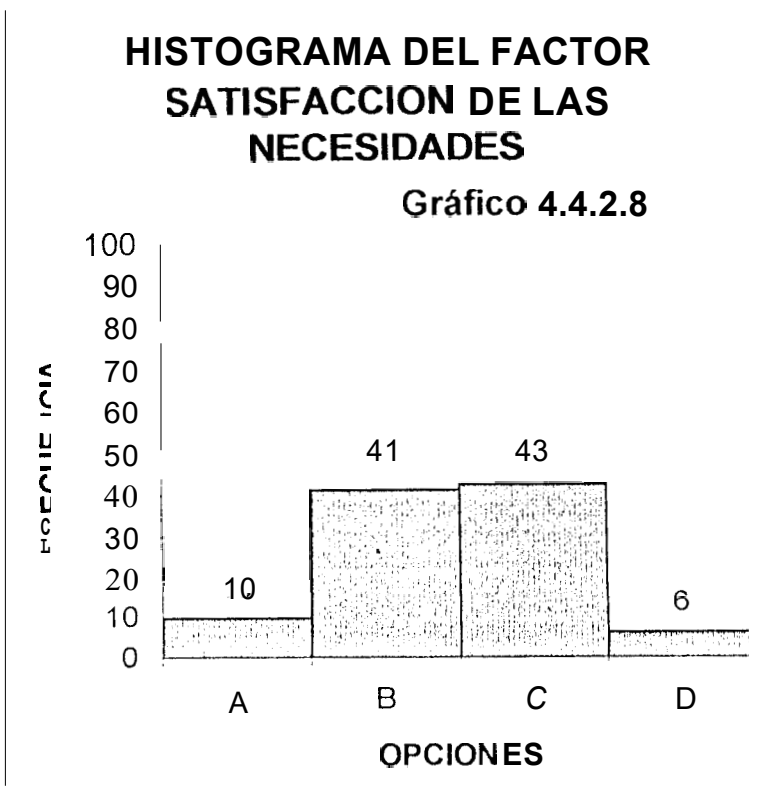 HISTOGRAMA DEL FACTOR
SATISFACCION DE LAS
NECESIDADES
Gráfico 4.4.2.8
100
90
80
70
60
50
40
30
20
10
0
10
41
43
6
A
B
C
D
OPCIONES